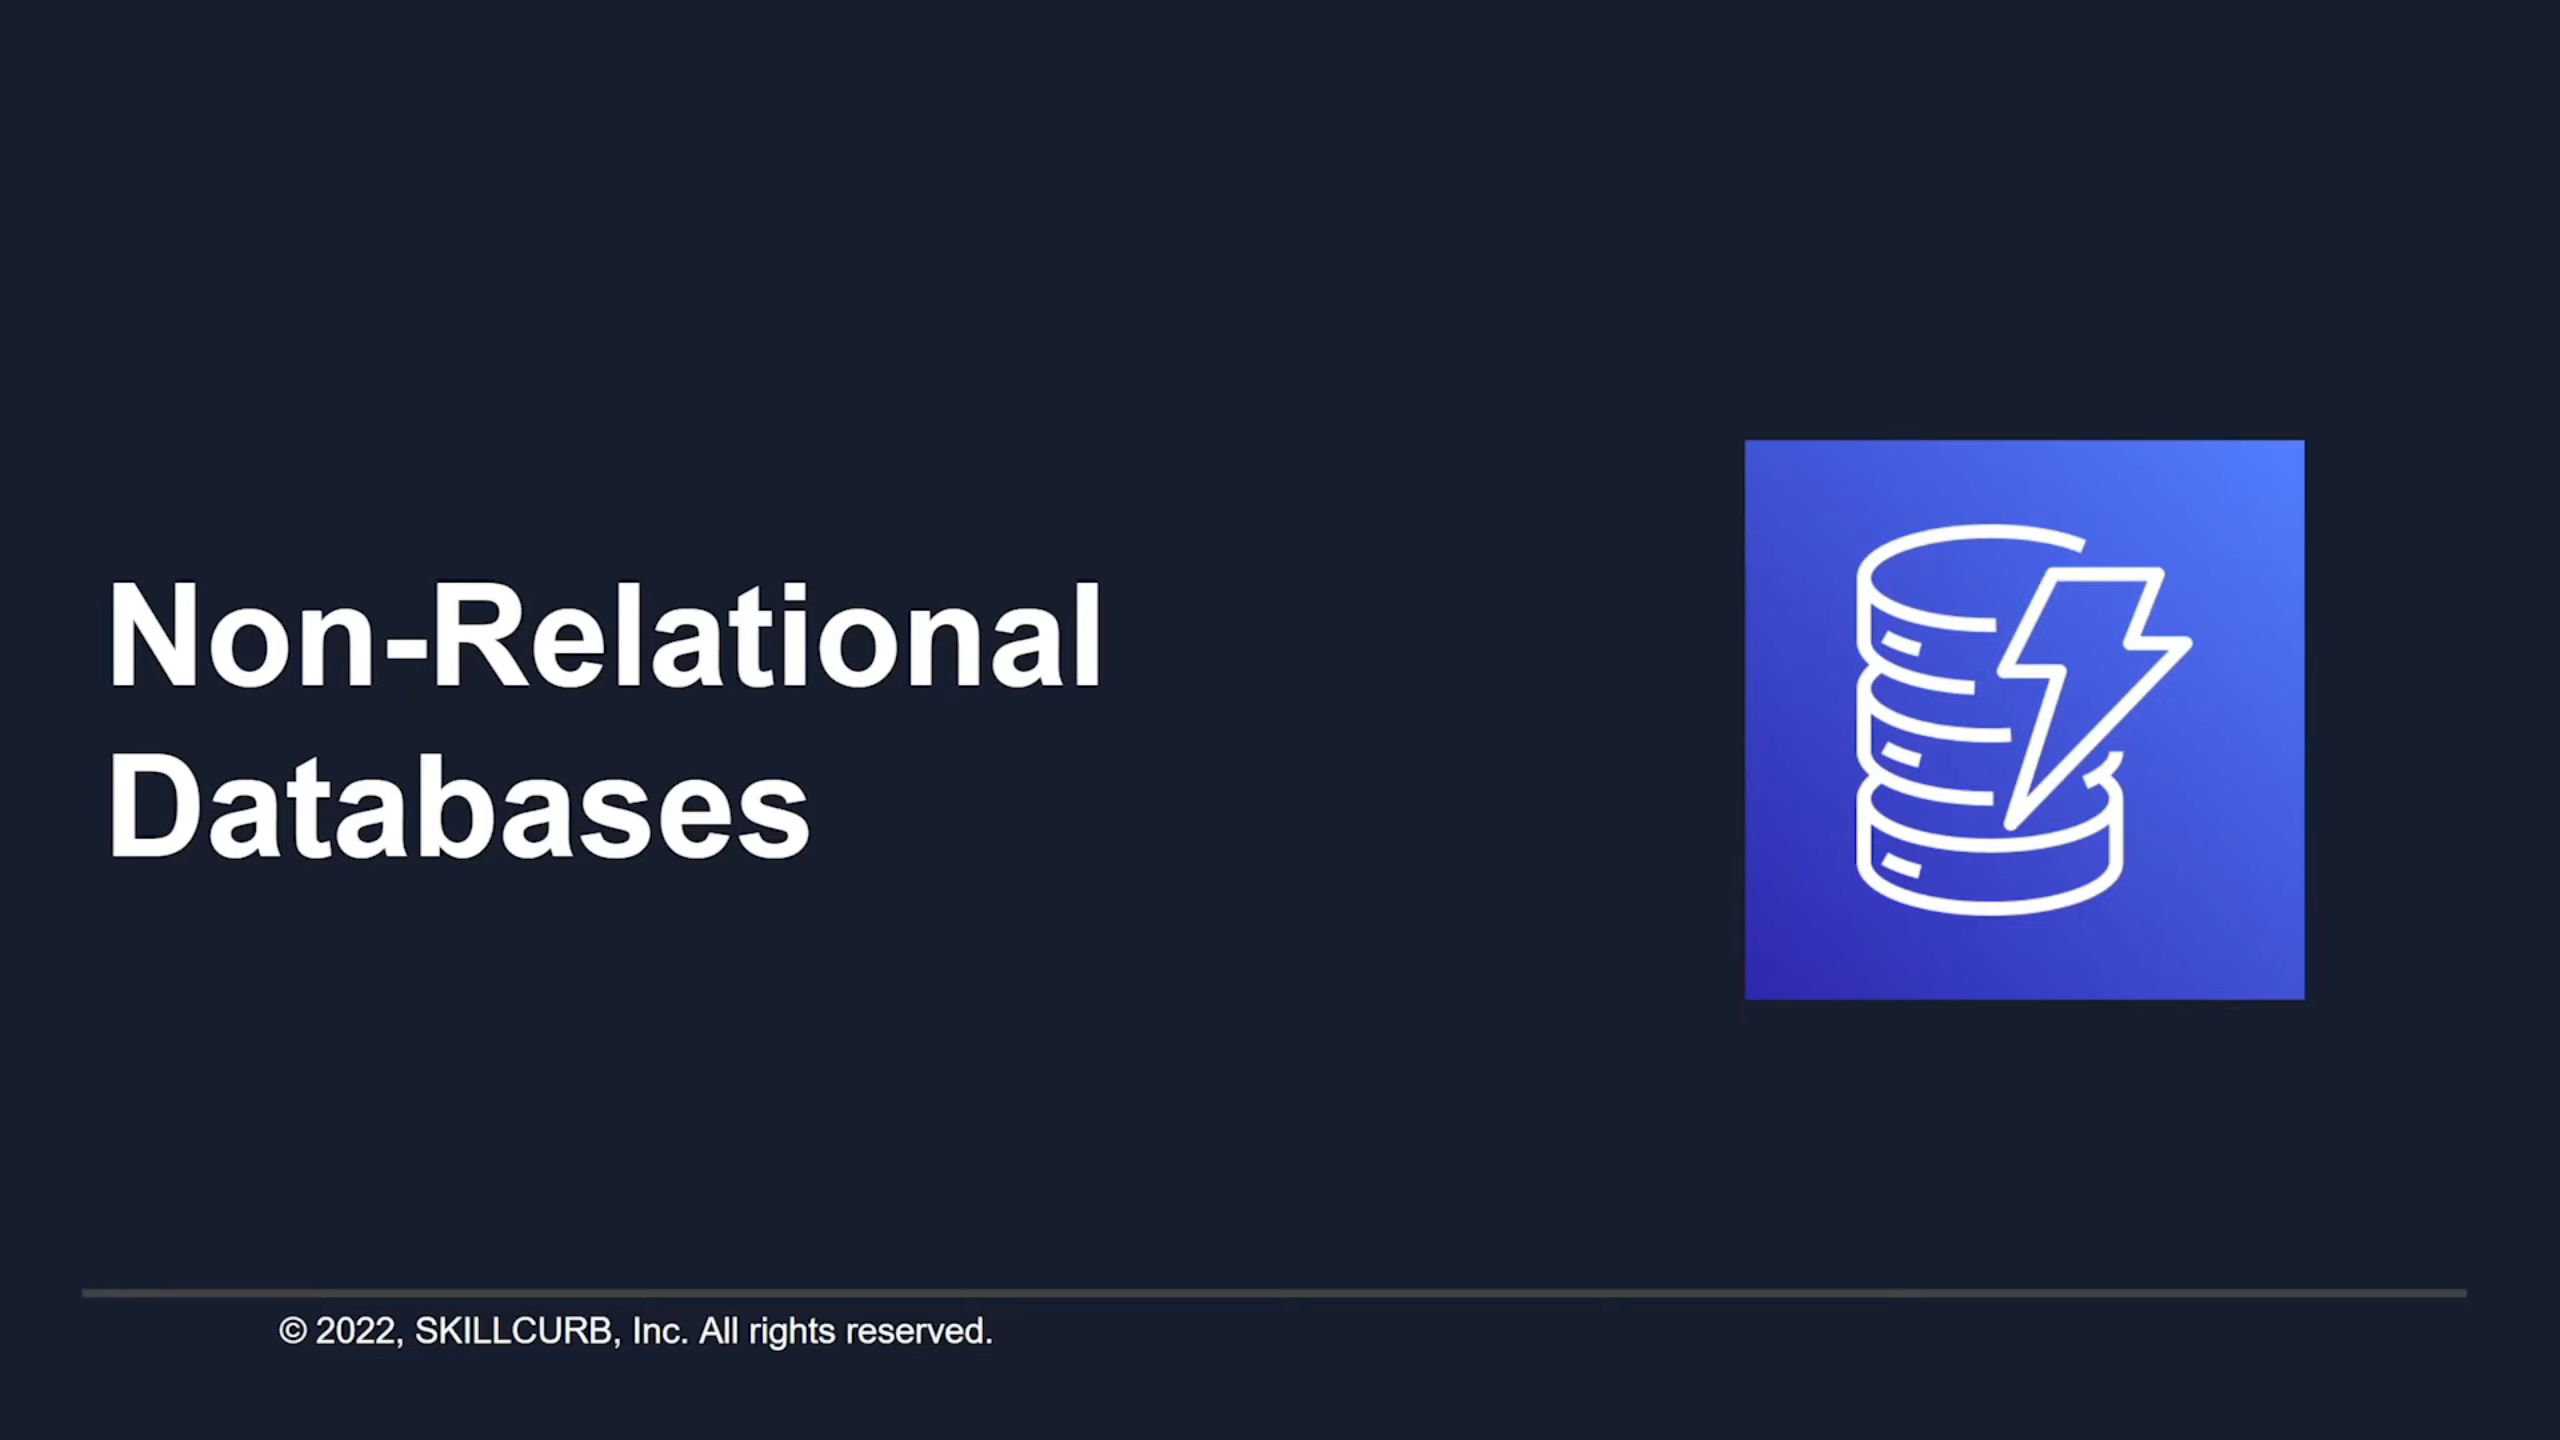 Non-Relational
Databases
© 2022, SKILLCURB, Inc. All rights reserved.